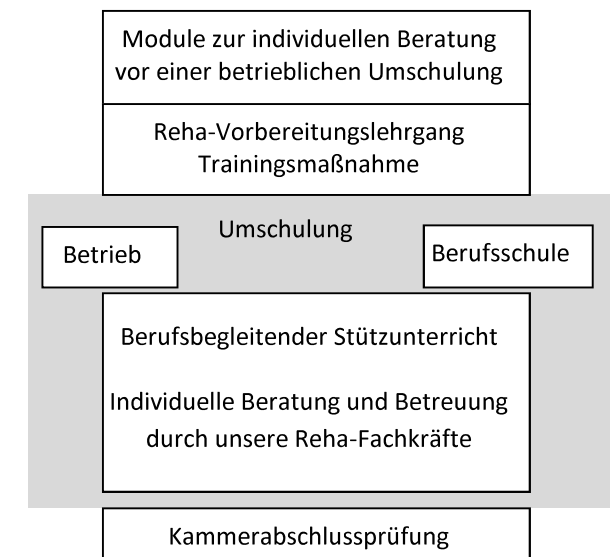 Module zur individuellen Beratung
vor einer betrieblichen Umschulung
Reha-Vorbereitungslehrgang
Trainingsmaßnahme
Umschulung
Betrieb
Berufsschule
Berufsbegleitender Stützunterricht
Individuelle Beratung und Betreuung
durch unsere Reha-Fachkräfte
Kammerabschlussprüfung